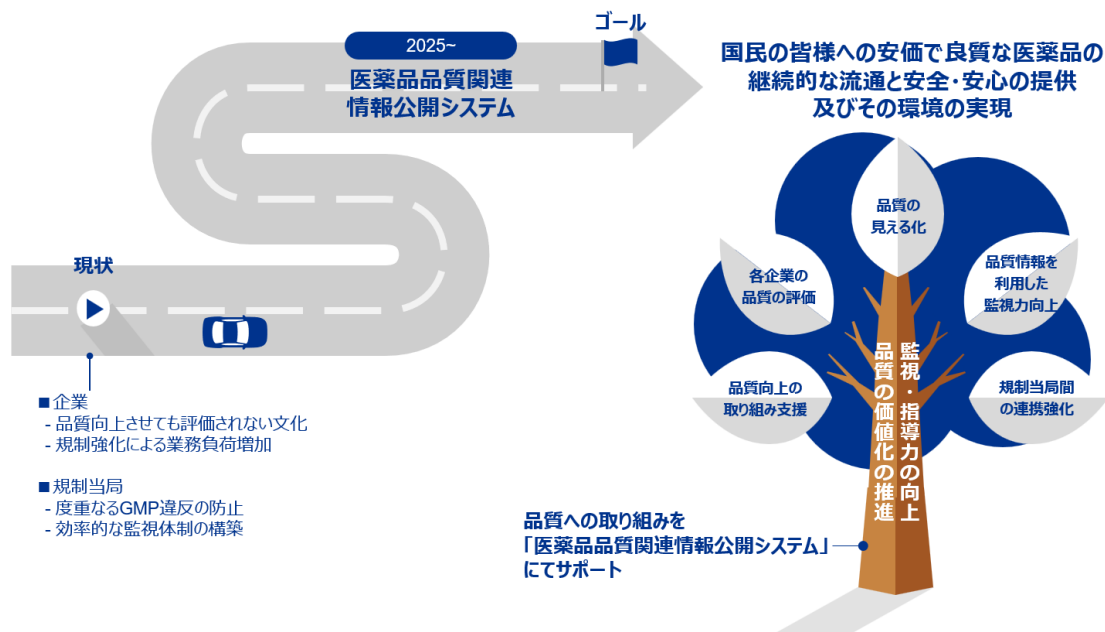 ゴール
2025~
医薬品品質関連
情報公開システム
現状
■企業
- 品質向上させても評価されない文化
- 規制強化による業務負荷増加
■規制当局
- 度重なるGMP違反の防止
- 効率的な監視体制の構築
国民の皆様への安価で良質な医薬品の
継続的な流通と安全・安心の提供
及びその環境の実現
品質の
見える化
各企業の
品質の評価
品質情報を
利用した
監視力向上
品質向上の
取り組み支援
規制当局間
の連携強化
監視・指導力の向上
品質の価値化の推進
品質への取り組みを
「医薬品品質関連情報公開システム」
にてサポート